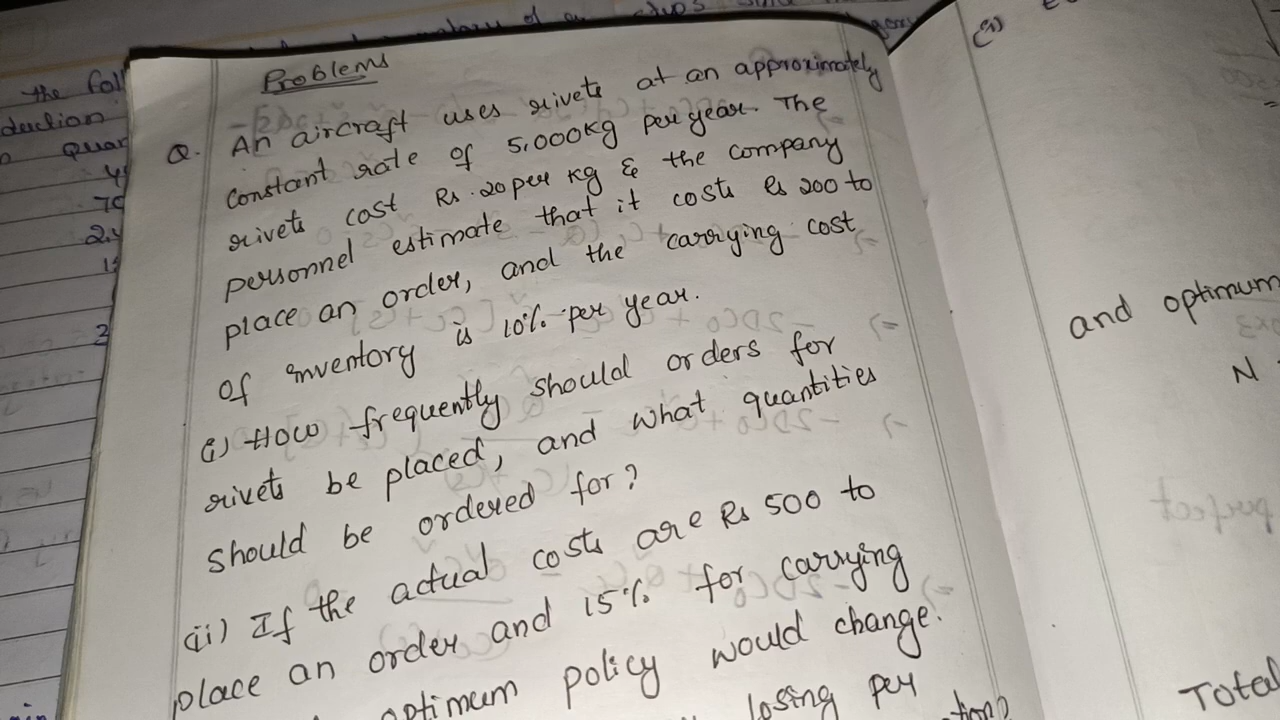 Problems
Q. An aircraft uses rivets at an approximately
constant rate of 5,000kg per year. The
rivets cost Rs. 20 per kg & the company
personnel estimate that it costs Rs 200 to
place an order, and the carrying cost
of inventory is 10% per year.
(i) How frequently should orders for
rivets be placed, and what quantities
should be ordered for?
(ii) If the actual costs are Rs 500 to
place an order and 15% for carrying
optimum policy would change.
losing per
the
duction
and optimum
N
Total